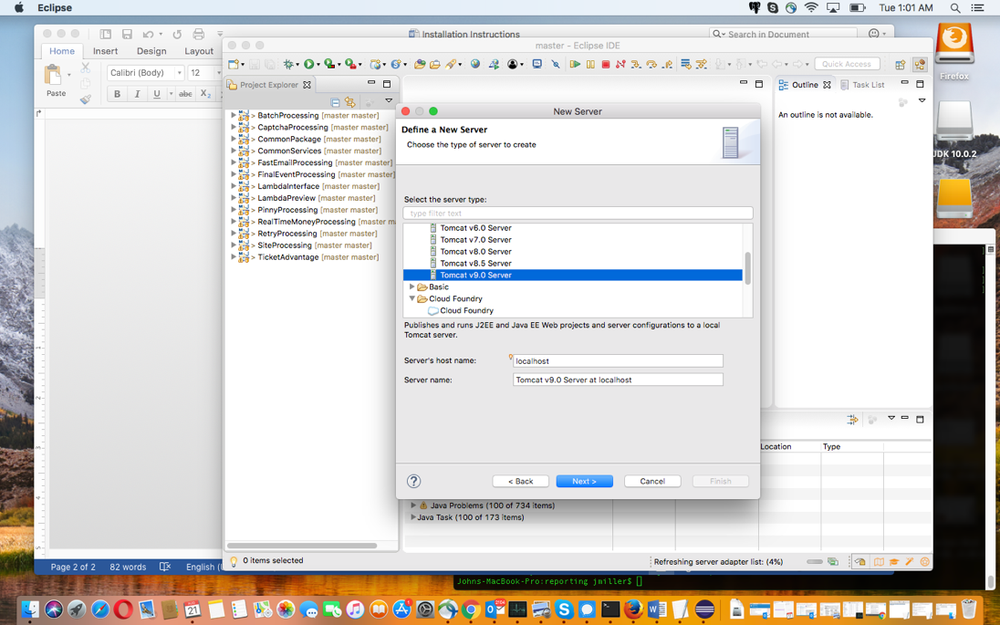 Eclipse
Tue 1:01 AM
Installation Instructions
Search in Document
Home
Insert
Design
Layout
Paste
Calibri (Body)
12
B I U abc X2
master - Eclipse IDE
Quick Access
Project Explorer
> BatchProcessing [master master]
> CaptchaProcessing [master master]
> CommonPackage [master master]
> CommonServices [master master]
> FastEmailProcessing [master master]
> FinalEventProcessing [master master]
> LambdaInterface [master master]
> LambdaPreview [master master]
> PinnyProcessing [master master]
> RealTimeMoneyProcessing [master m
> RetryProcessing [master master]
> SiteProcessing [master master]
> TicketAdvantage [master master]
Outline
Task List
An outline is not available.
Firefox
JDK 10.0.2
New Server
Define a New Server
Choose the type of server to create
Select the server type:
type filter text
Tomcat v6.0 Server
Tomcat v7.0 Server
Tomcat v8.0 Server
Tomcat v8.5 Server
Tomcat v9.0 Server
Basic
Cloud Foundry
Cloud Foundry
Publishes and runs J2EE and Java EE Web projects and server configurations to a local
Tomcat server.
Server's host name:
localhost
Server name:
Tomcat v9.0 Server at localhost
?
< Back
Next >
Cancel
Finish
Location
Type
Java Problems (100 of 734 items)
Java Task (100 of 173 items)
0 items selected
Refreshing server adapter list: (4%)
Page 2 of 2
82 words
English (U
Johns-MacBook-Pro:reporting jmiller$